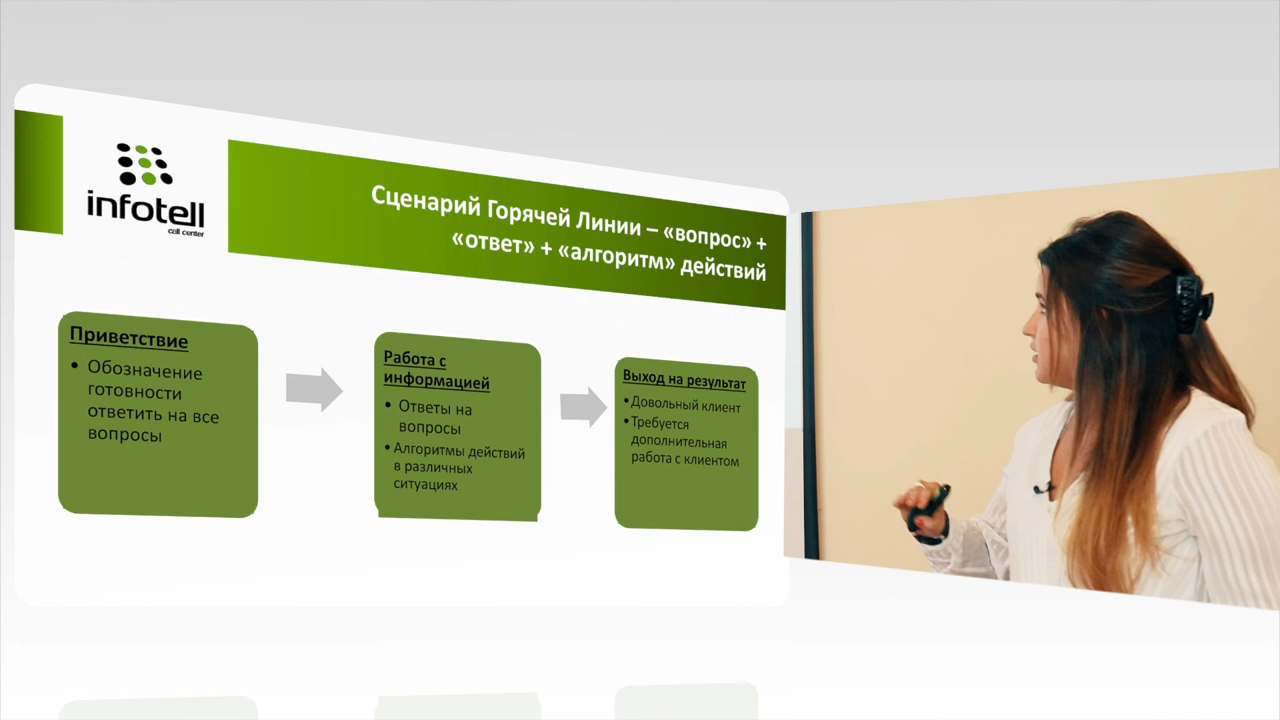 infotell
call center
Сценарий Горячей Линии – «вопрос» +
«ответ» + «алгоритм» действий
Приветствие
• Обозначение
готовности
ответить на все
вопросы
Работа с
информацией
• Ответы на
вопросы
• Алгоритмы действий
в различных
ситуациях
Выход на результат
• Довольный клиент
• Требуется
дополнительная
работа с клиентом